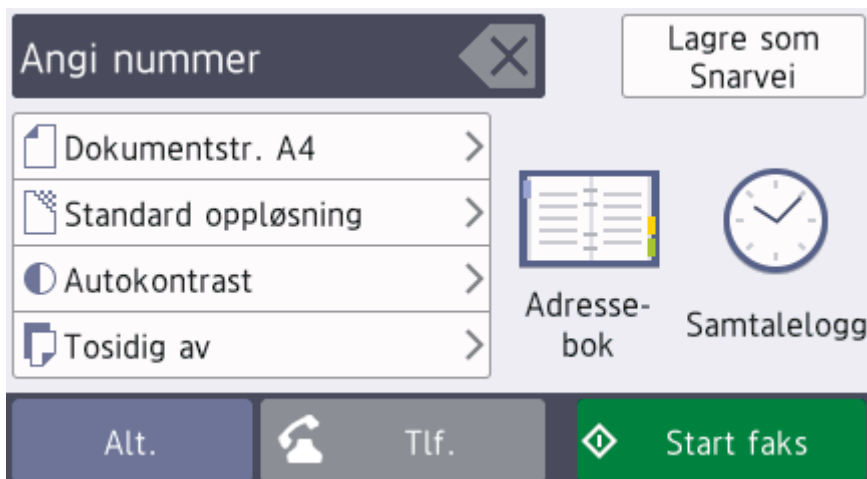 Angi nummer
Lagre som
Snarvei
Dokumentstr. A4
Standard oppløsning
Autokontrast
Tosidig av
Adresse-
bok
Samtalelogg
Alt.
Tlf.
Start faks